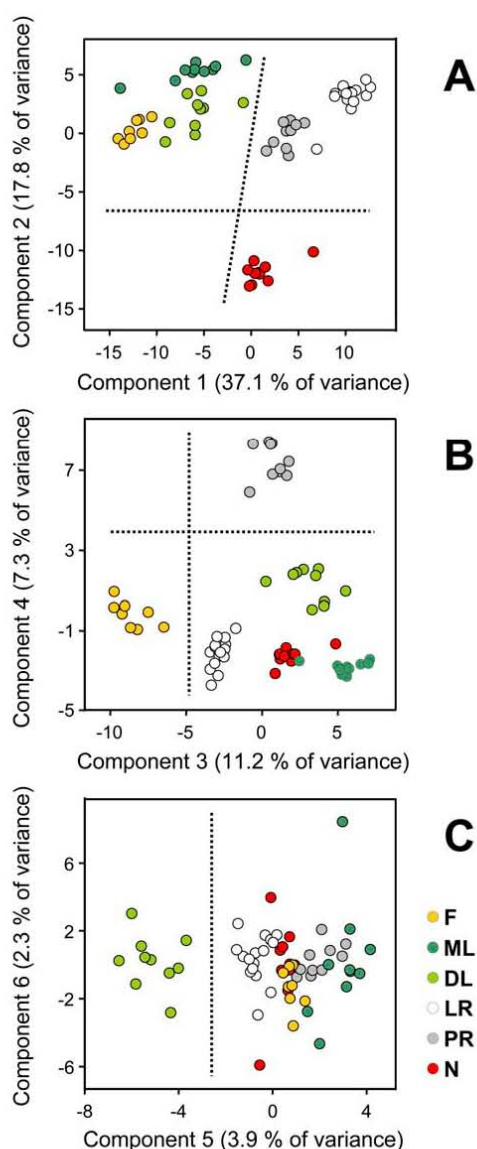 A
5
0
-5
-10
-15
Component 2 (17.8 % of variance)
-15 -10 -5 0 5 10
Component 1 (37.1 % of variance)
B
7
3
-1
-5
Component 4 (7.3 % of variance)
-10 -5 0 5
Component 3 (11.2 % of variance)
C
6
2
-2
-6
Component 6 (2.3 % of variance)
-8 -4 0 4
Component 5 (3.9 % of variance)
F
ML
DL
LR
PR
N